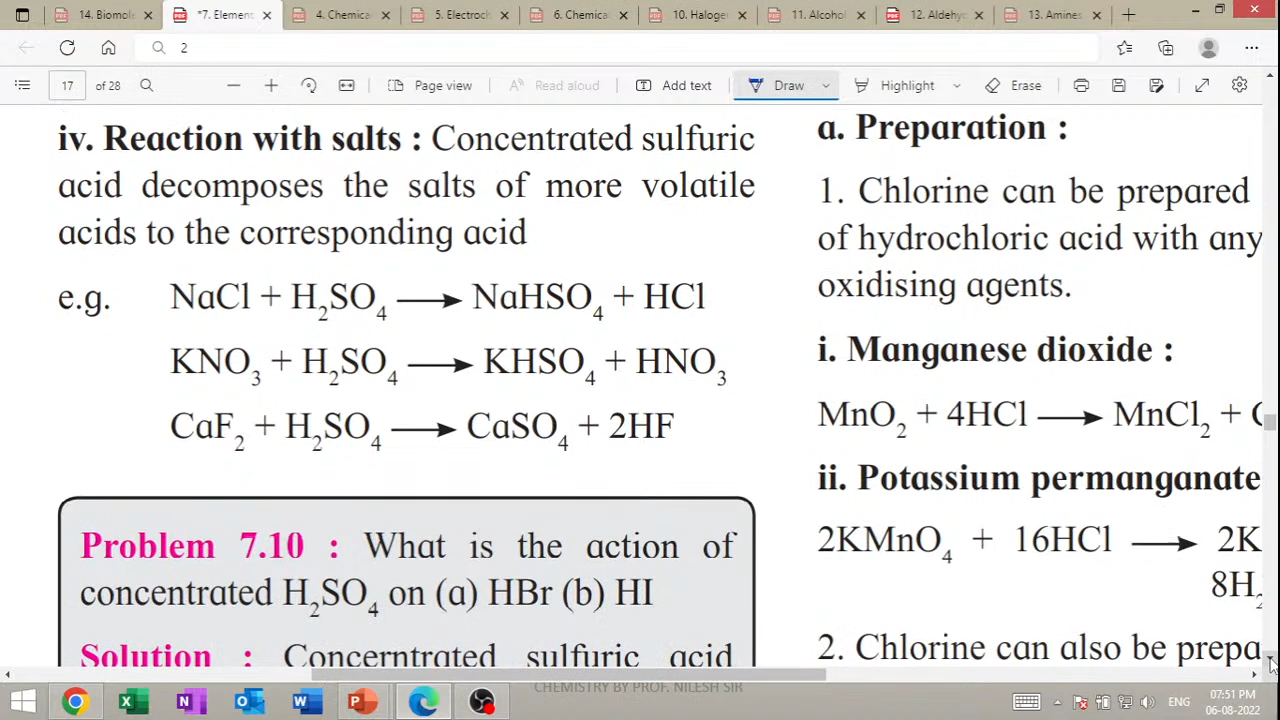 14. Biomole
*7. Element
4. Chemica
5. Electroch
6. Chemica
10. Haloge
11. Alcohol
12. Aldehyd
13. Amines
2
17 of 28
Page view
Read aloud
Add text
Draw
Highlight
Erase
iv. Reaction with salts : Concentrated sulfuric
acid decomposes the salts of more volatile
acids to the corresponding acid
e.g. NaCl + H₂SO₄ ⟶ NaHSO₄ + HCl
KNO₃ + H₂SO₄ ⟶ KHSO₄ + HNO₃
CaF₂ + H₂SO₄ ⟶ CaSO₄ + 2HF
Problem 7.10 : What is the action of
concentrated H₂SO₄ on (a) HBr (b) HI
Solution : Concerntrated sulfuric acid
a. Preparation :
1. Chlorine can be prepared
of hydrochloric acid with any
oxidising agents.
i. Manganese dioxide :
MnO₂ + 4HCl ⟶ MnCl₂ + C
ii. Potassium permanganate
2KMnO₄ + 16HCl ⟶ 2K
8H₂
2. Chlorine can also be prepa
CHEMISTRY BY PROF. NILESH SIR
ENG
07:51 PM
06-08-2022